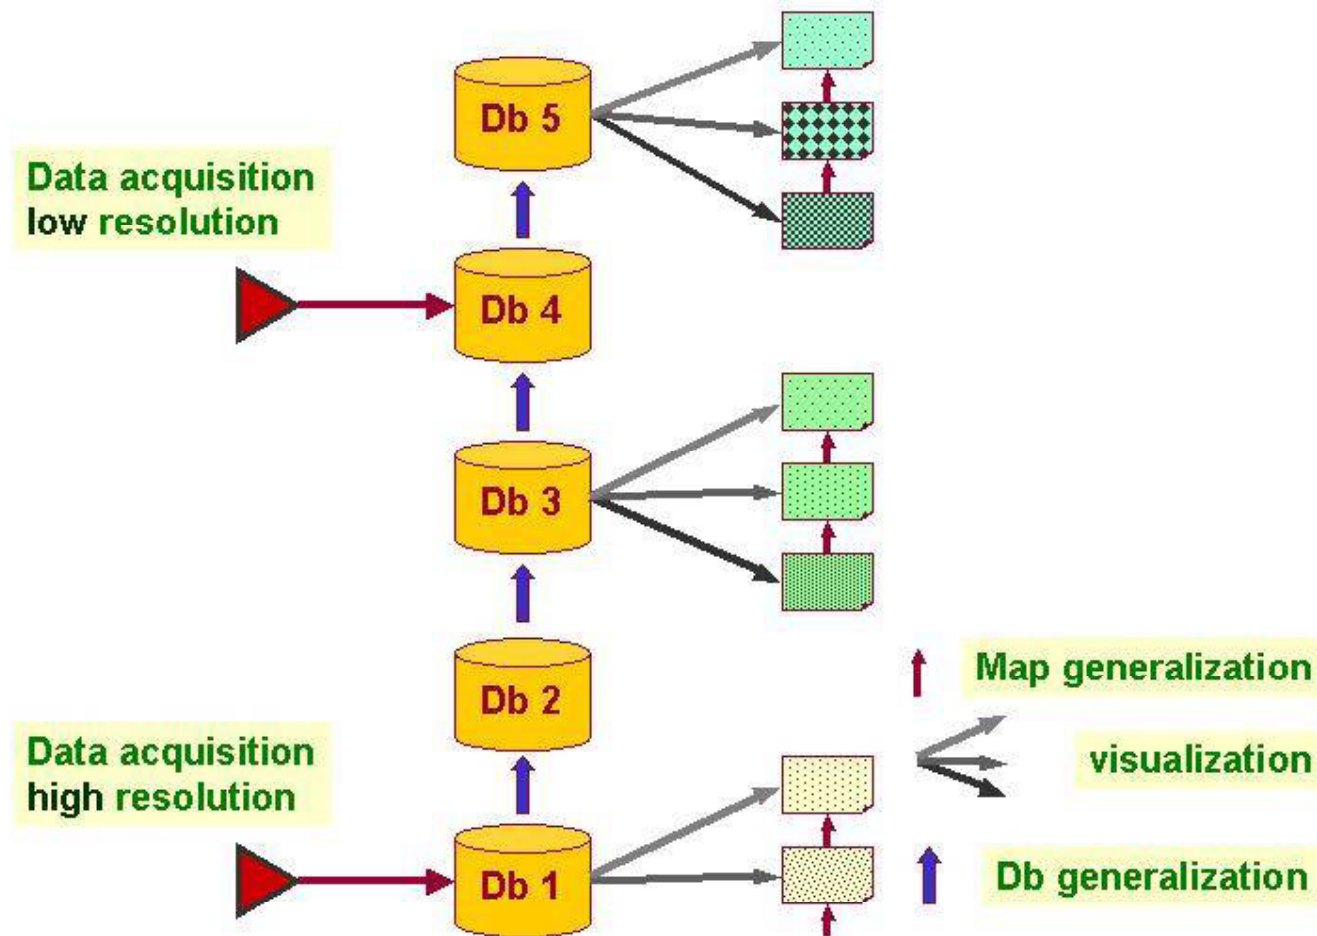 Db 5
Data acquisition
low resolution
Db 4
Db 3
Db 2
Map generalization
visualization
Data acquisition
high resolution
Db 1
Db generalization